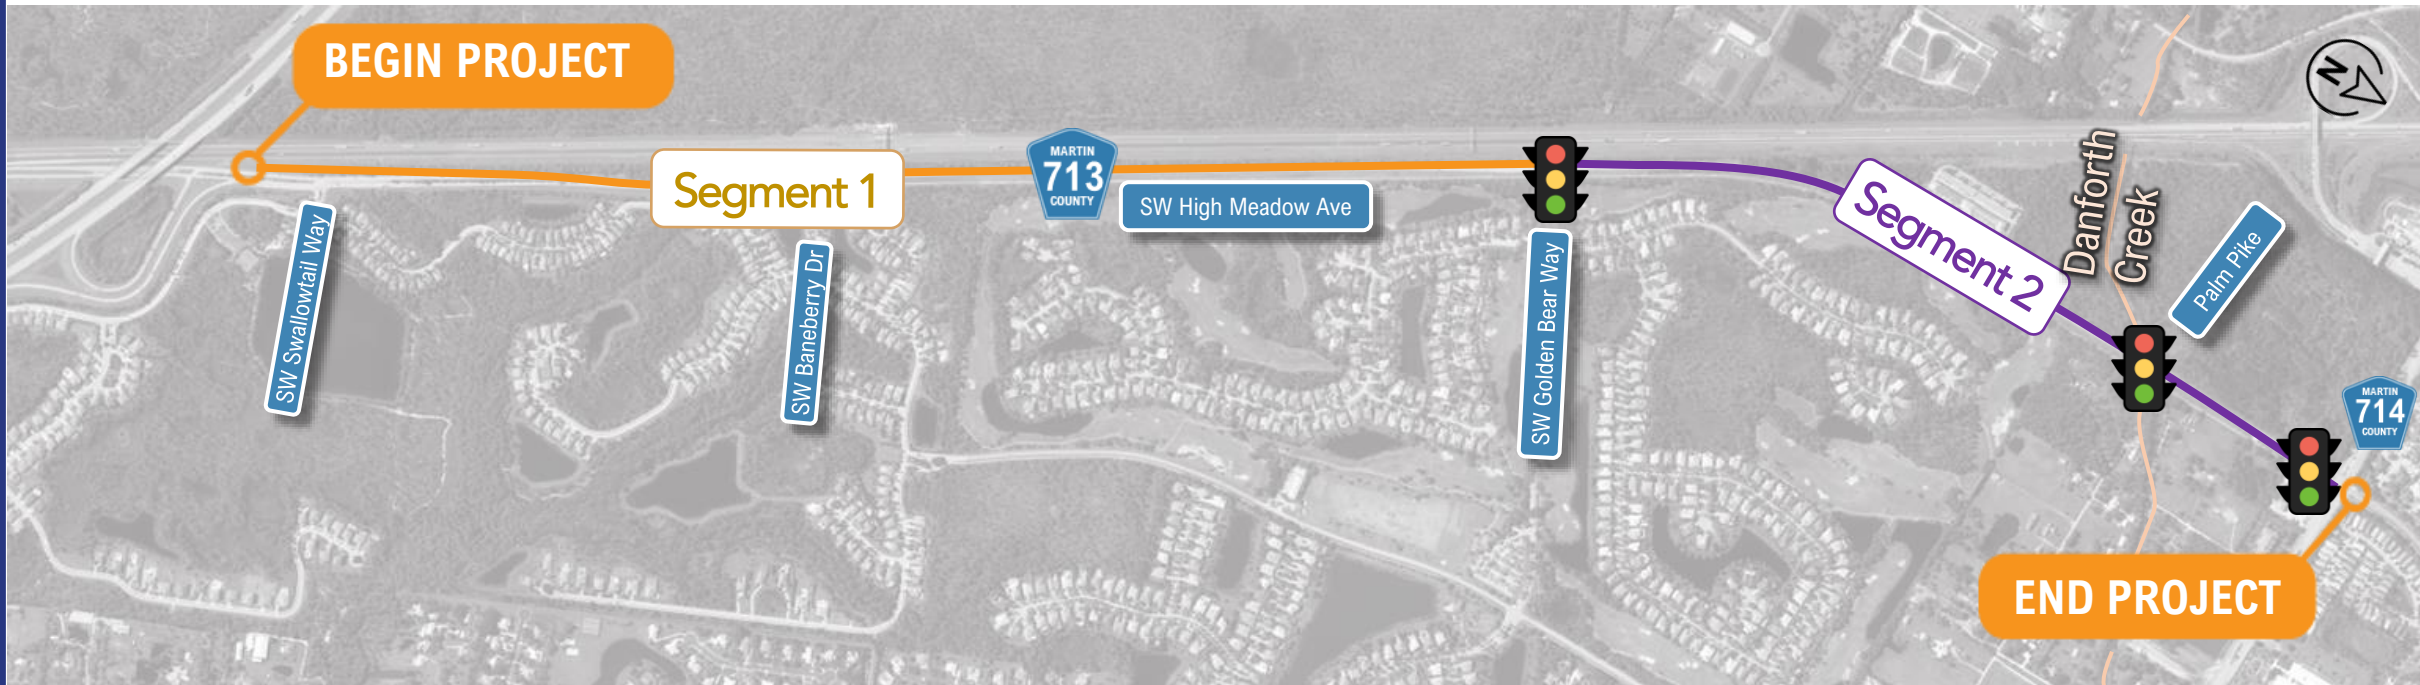 BEGIN PROJECT
N
MARTIN
713
COUNTY
Segment 1
SW High Meadow Ave
SW Swallowtail Way
SW Baneberry Dr
SW Golden Bear Way
Segment 2
Danforth
Creek
Palm Pike
MARTIN
714
COUNTY
END PROJECT